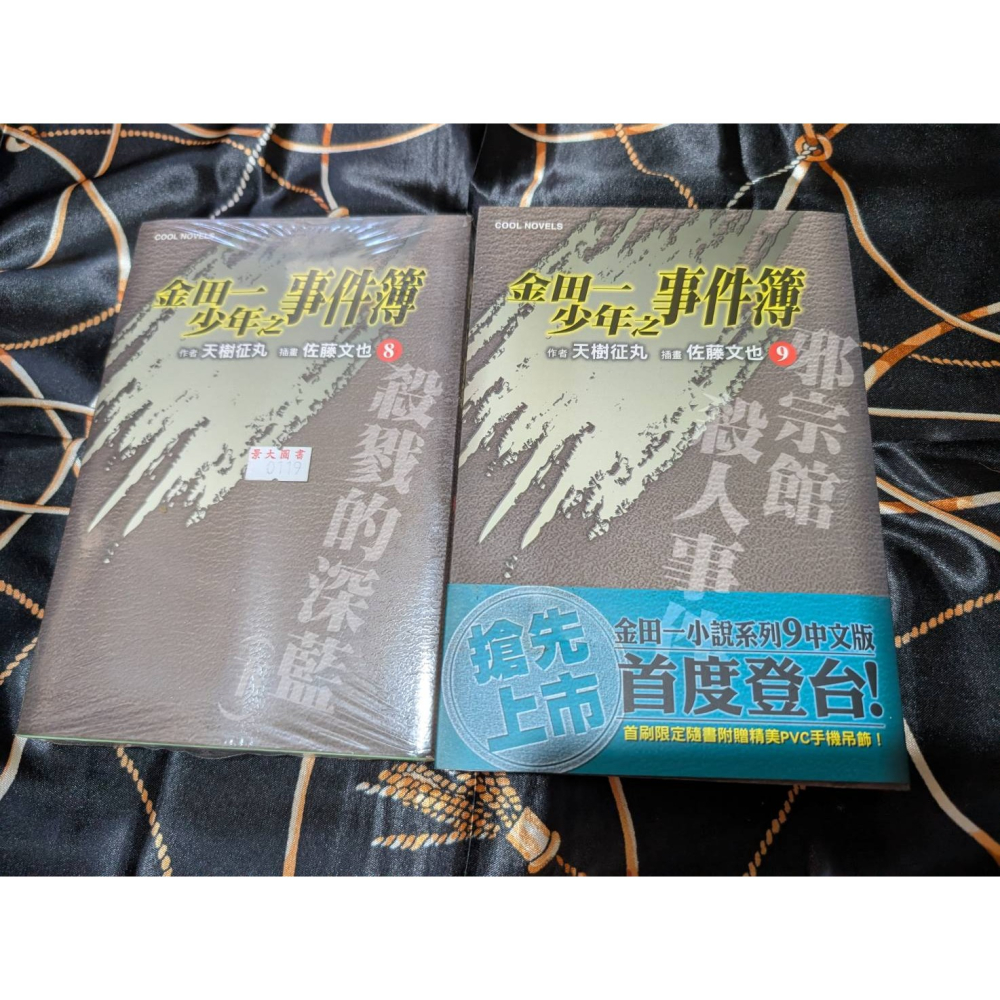 COOL NOVELS
金田一
少年之
事件簿
作者 天樹征丸 插畫 佐藤文也 8
殺戮的深藍
景大圖書
0119
COOL NOVELS
金田一
少年之
事件簿
作者 天樹征丸 插畫 佐藤文也 9
邪宗館
殺人事
搶先
上市
金田一小說系列9中文版
首度登台!
首刷限定隨書附贈精美PVC手機吊飾!